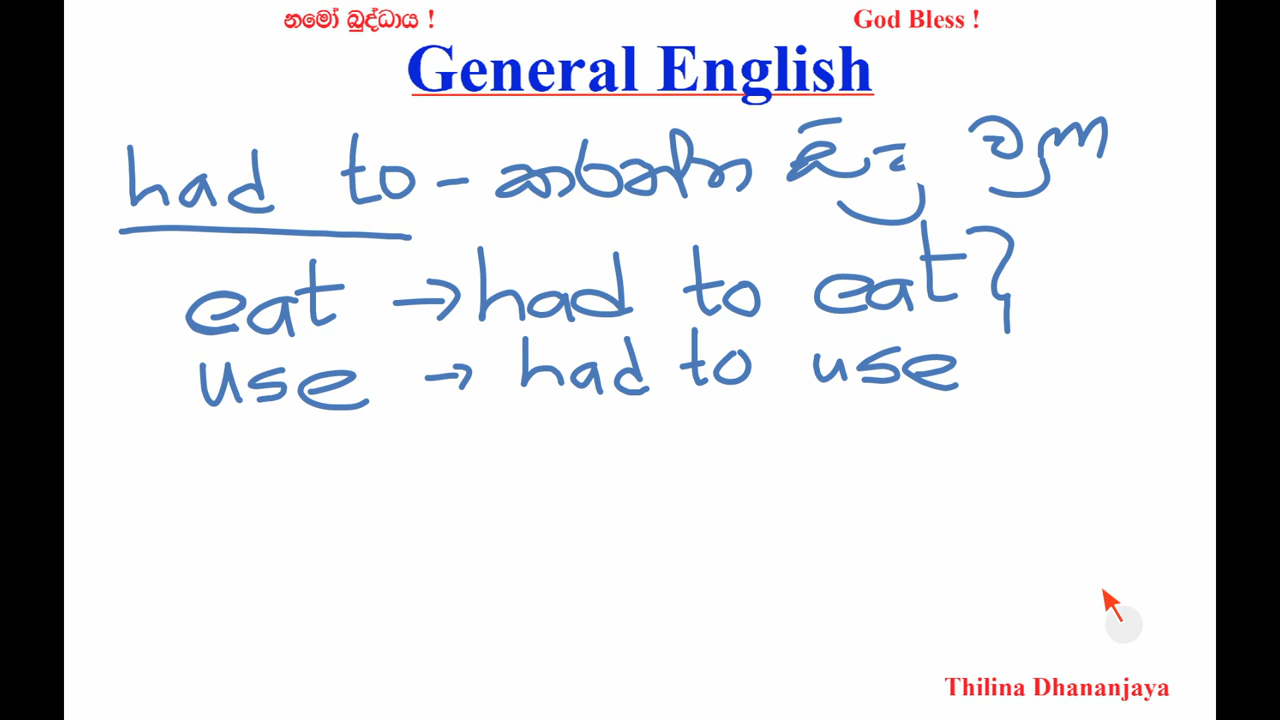 නමෝ බුද්ධාය ! God Bless !
General English
had to - කරන්න සිදු වුන
eat → had to eat }
use → had to use
Thilina Dhananjaya